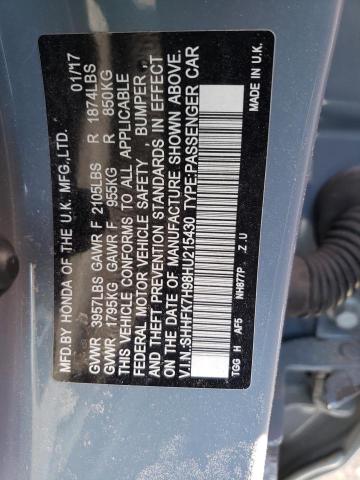 MFD.BY HONDA OF THE U.K. MFG.,LTD. 01/17
GVWR 3957LBS GAWR F 2105LBS R 1874LBS
GVWR 1795KG GAWR F 955KG R 850KG
THIS VEHICLE CONFORMS TO ALL APPLICABLE
FEDERAL MOTOR VEHICLE SAFETY , BUMPER ,
AND THEFT PREVENTION STANDARDS IN EFFECT
ON THE DATE OF MANUFACTURE SHOWN ABOVE.
V.I.N.:SHHFK7H98HU215430 TYPE:PASSENGER CAR
TGG H AF5 NH877P Z U
MADE IN U.K.